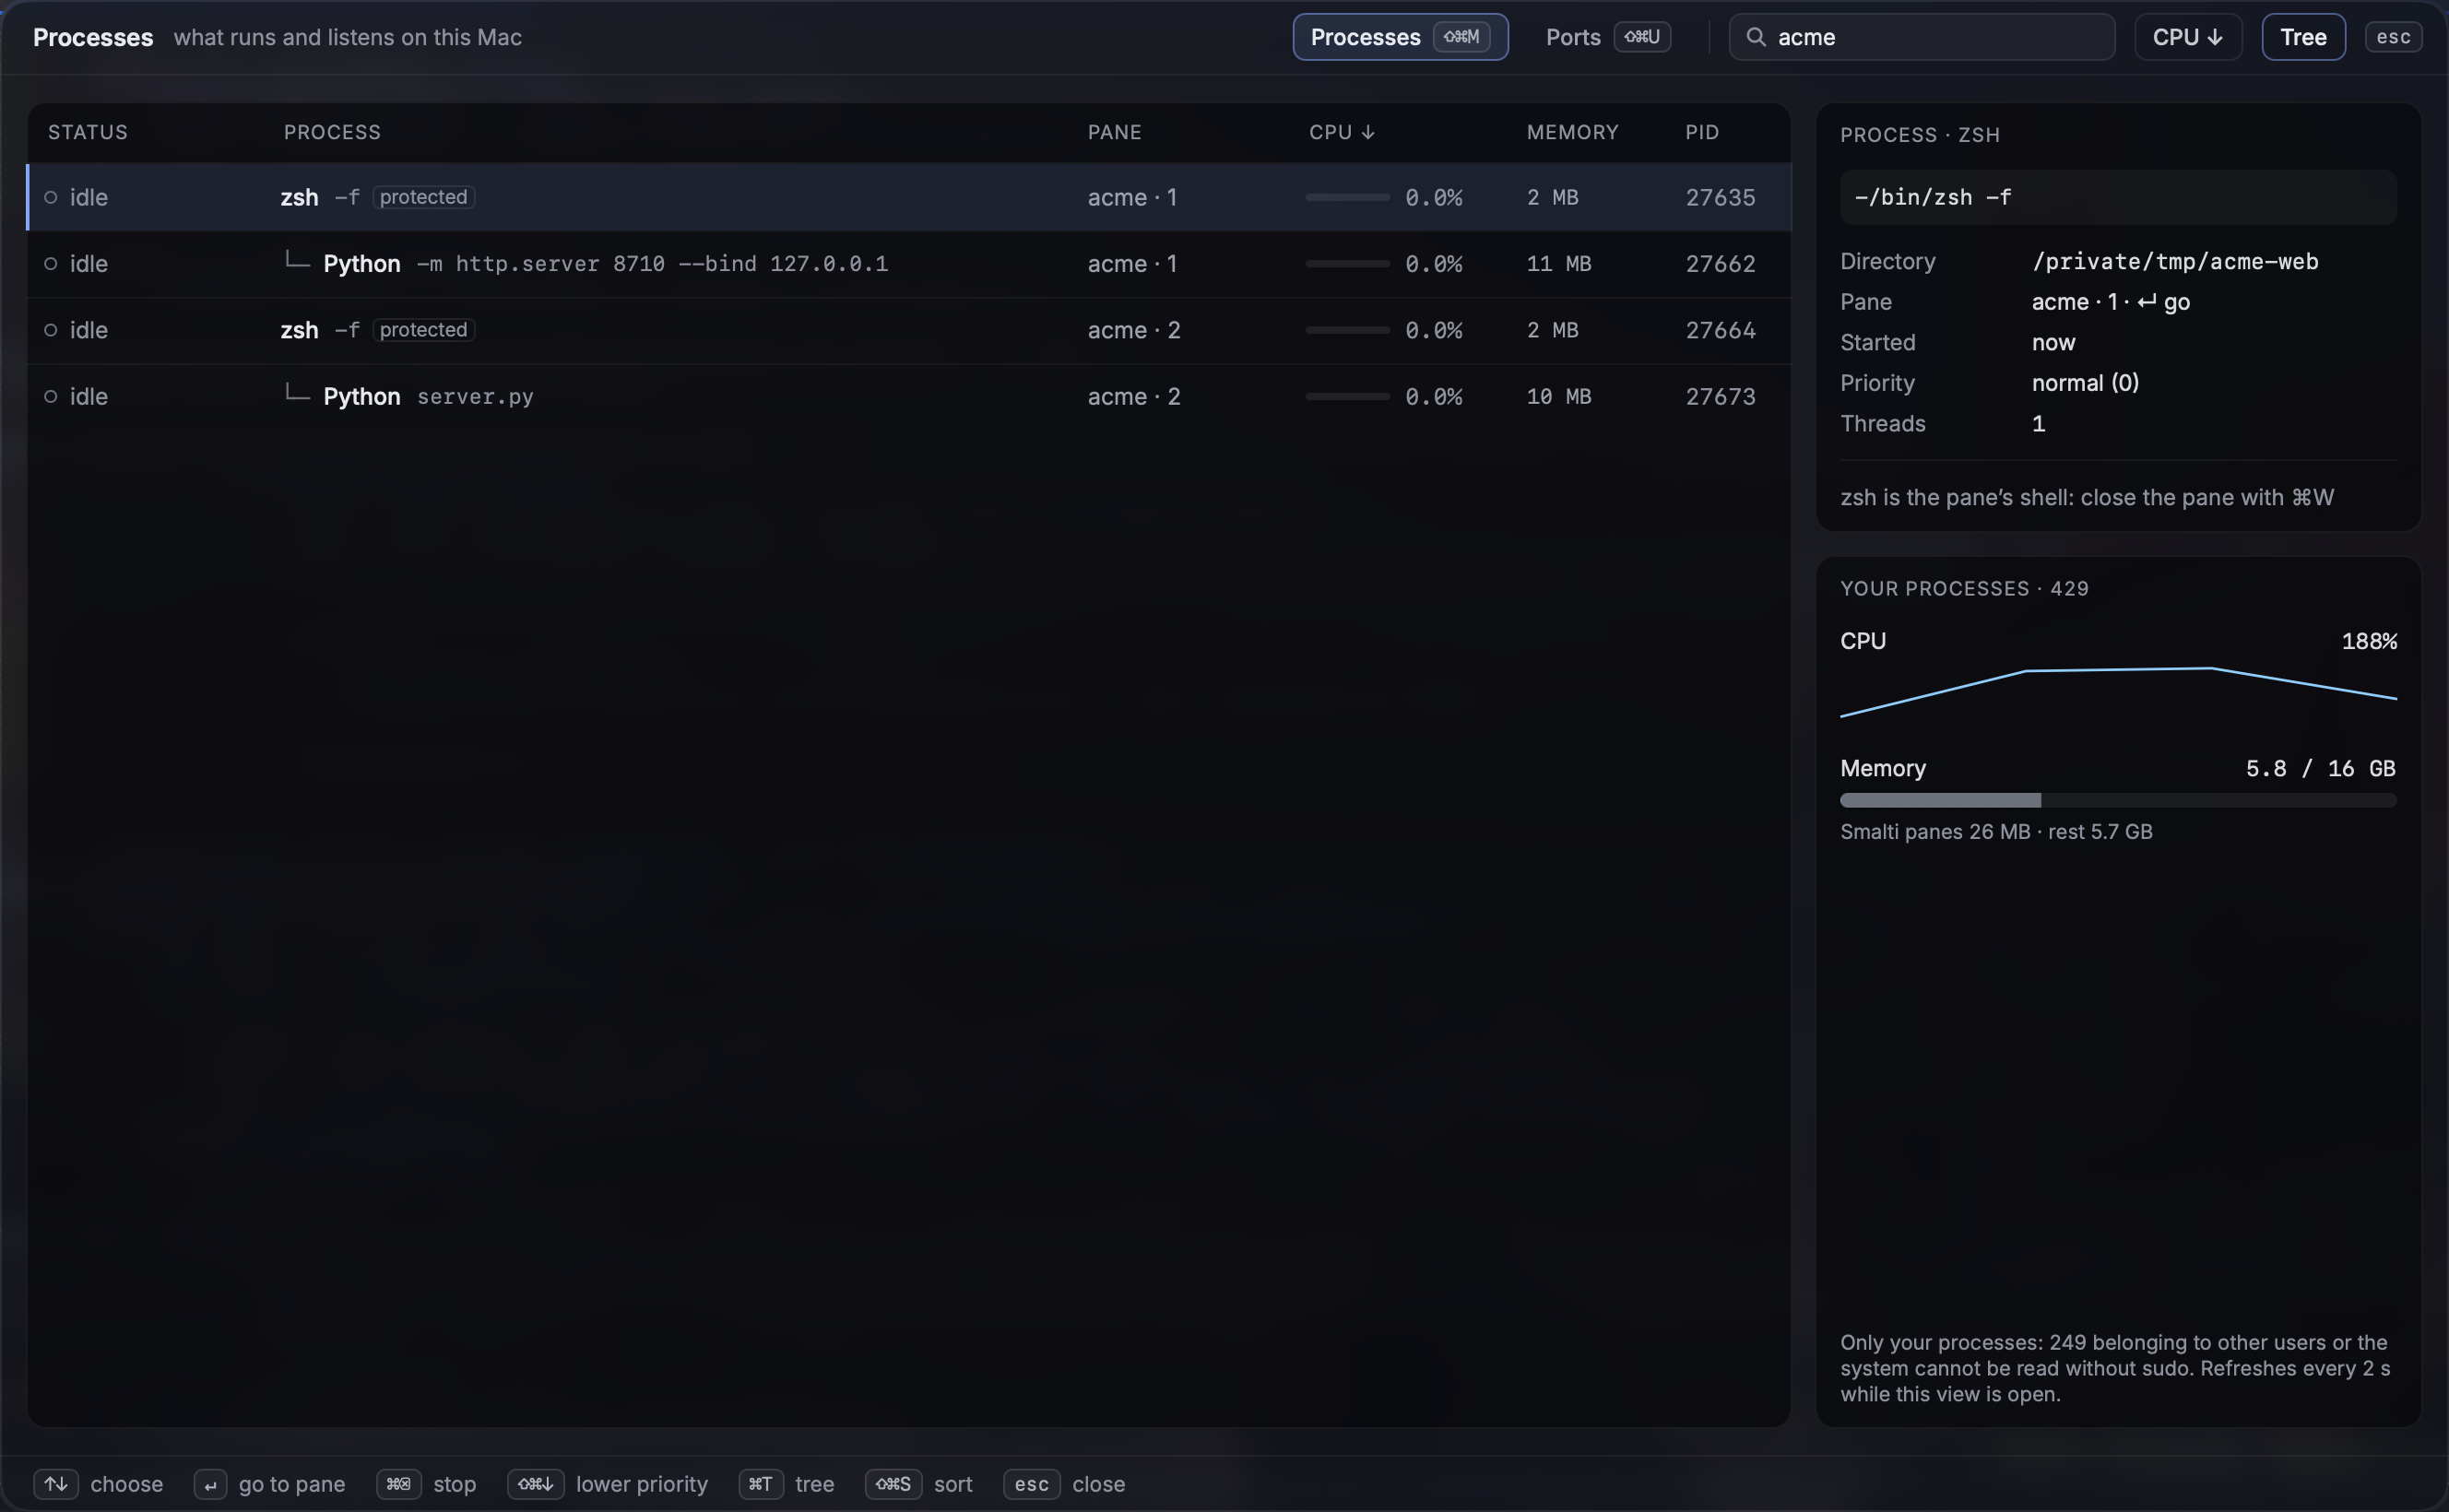 Processes what runs and listens on this Mac Processes ⇧⌘M Ports ⇧⌘U acme CPU ↓ Tree esc
STATUS PROCESS PANE CPU ↓ MEMORY PID
idle zsh -f protected acme · 1 0.0% 2 MB 27635
idle └─ Python -m http.server 8710 --bind 127.0.0.1 acme · 1 0.0% 11 MB 27662
idle zsh -f protected acme · 2 0.0% 2 MB 27664
idle └─ Python server.py acme · 2 0.0% 10 MB 27673
PROCESS · ZSH
-/bin/zsh -f
Directory /private/tmp/acme-web
Pane acme · 1 · ↵ go
Started now
Priority normal (0)
Threads 1
zsh is the pane’s shell: close the pane with ⌘W
YOUR PROCESSES · 429
CPU 188%
Memory 5.8 / 16 GB
Smalti panes 26 MB · rest 5.7 GB
Only your processes: 249 belonging to other users or the
system cannot be read without sudo. Refreshes every 2 s
while this view is open.
↑↓ choose ↵ go to pane ⌘⌫ stop ⇧⌘↓ lower priority ⌘T tree ⇧⌘S sort esc close